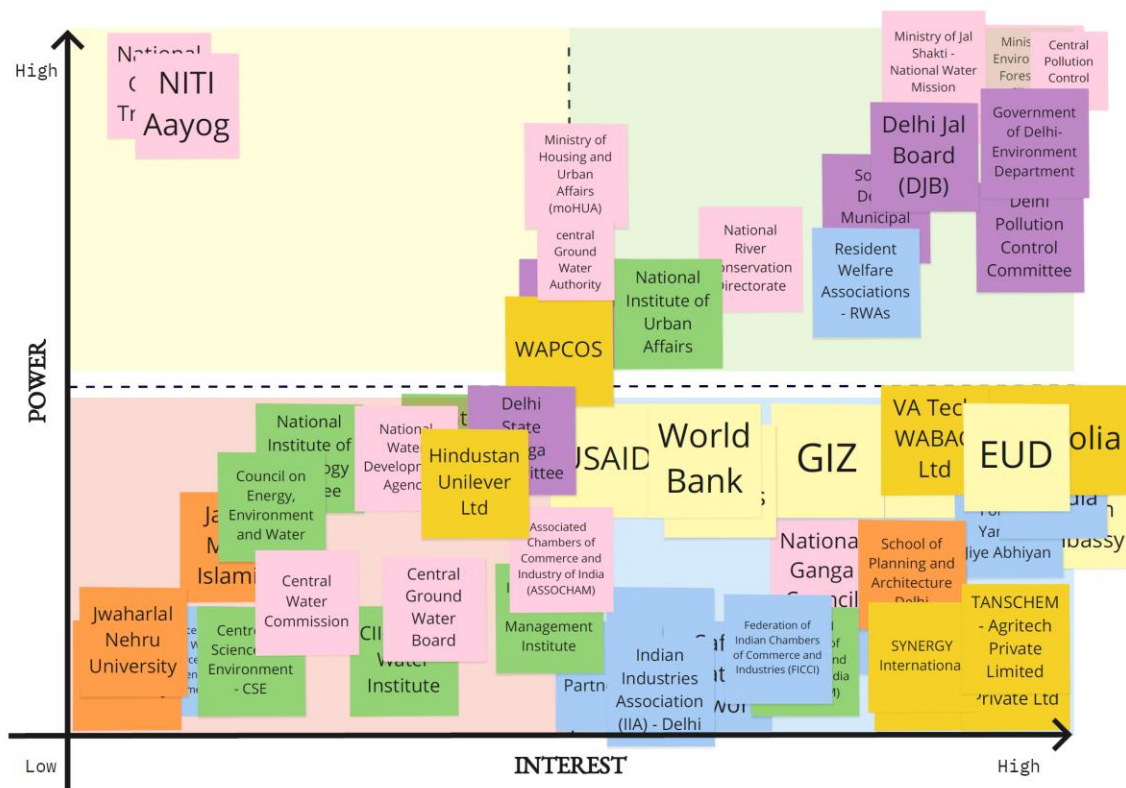 High
National
NITI
Aayog
Ministry of
Housing and
Urban
Affairs
(moHUA)
central
Ground
Water
Authority
WAPCOS
National
Institute of
Urban
Affairs
National
River
Directorate
Ministry of Jal
Shakti -
National Water
Mission
Central
Pollution
Control
Delhi Jal
Board
(DJB)
Government
of Delhi-
Environment
Department
Municipal
Delhi
Pollution
Control
Committee
Resident
Welfare
Associations
- RWAs
POWER
National
Institute of
Council on
Energy,
Environment
and Water
National
Water
Agency
Hindustan
Unilever
Ltd
Delhi
State
USAID
World
Bank
GIZ
VA Tech
WABAG
Ltd
EUD
Jiye Abhiyan
Central
Water
Commission
Central
Ground
Water
Board
Associated
Chambers of
Commerce and
Industry of India
(ASSOCHAM)
Management
Institute
National
Ganga
Council
School of
Planning and
Architecture
Delhi
Jwaharlal
Nehru
University
Environment
- CSE
Water
Institute
Indian
Industries
Association
(IIA) - Delhi
Federation of
Indian Chambers
of Commerce and
Industries (FICCI)
SYNERGY
International
TANSCHEM
- Agritech
Private
Limited
Private Ltd
Low
INTEREST
High